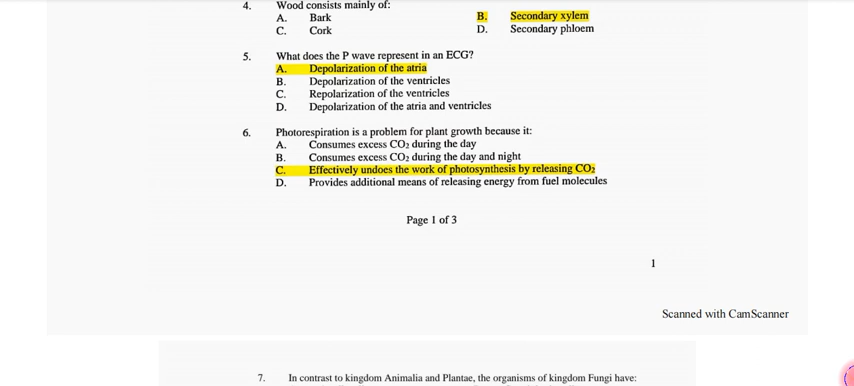 4. Wood consists mainly of:
A. Bark B. Secondary xylem
C. Cork D. Secondary phloem
5. What does the P wave represent in an ECG?
A. Depolarization of the atria
B. Depolarization of the ventricles
C. Repolarization of the ventricles
D. Depolarization of the atria and ventricles
6. Photorespiration is a problem for plant growth because it:
A. Consumes excess CO₂ during the day
B. Consumes excess CO₂ during the day and night
C. Effectively undoes the work of photosynthesis by releasing CO₂
D. Provides additional means of releasing energy from fuel molecules
Page 1 of 3
1
Scanned with CamScanner
7. In contrast to kingdom Animalia and Plantae, the organisms of kingdom Fungi have: